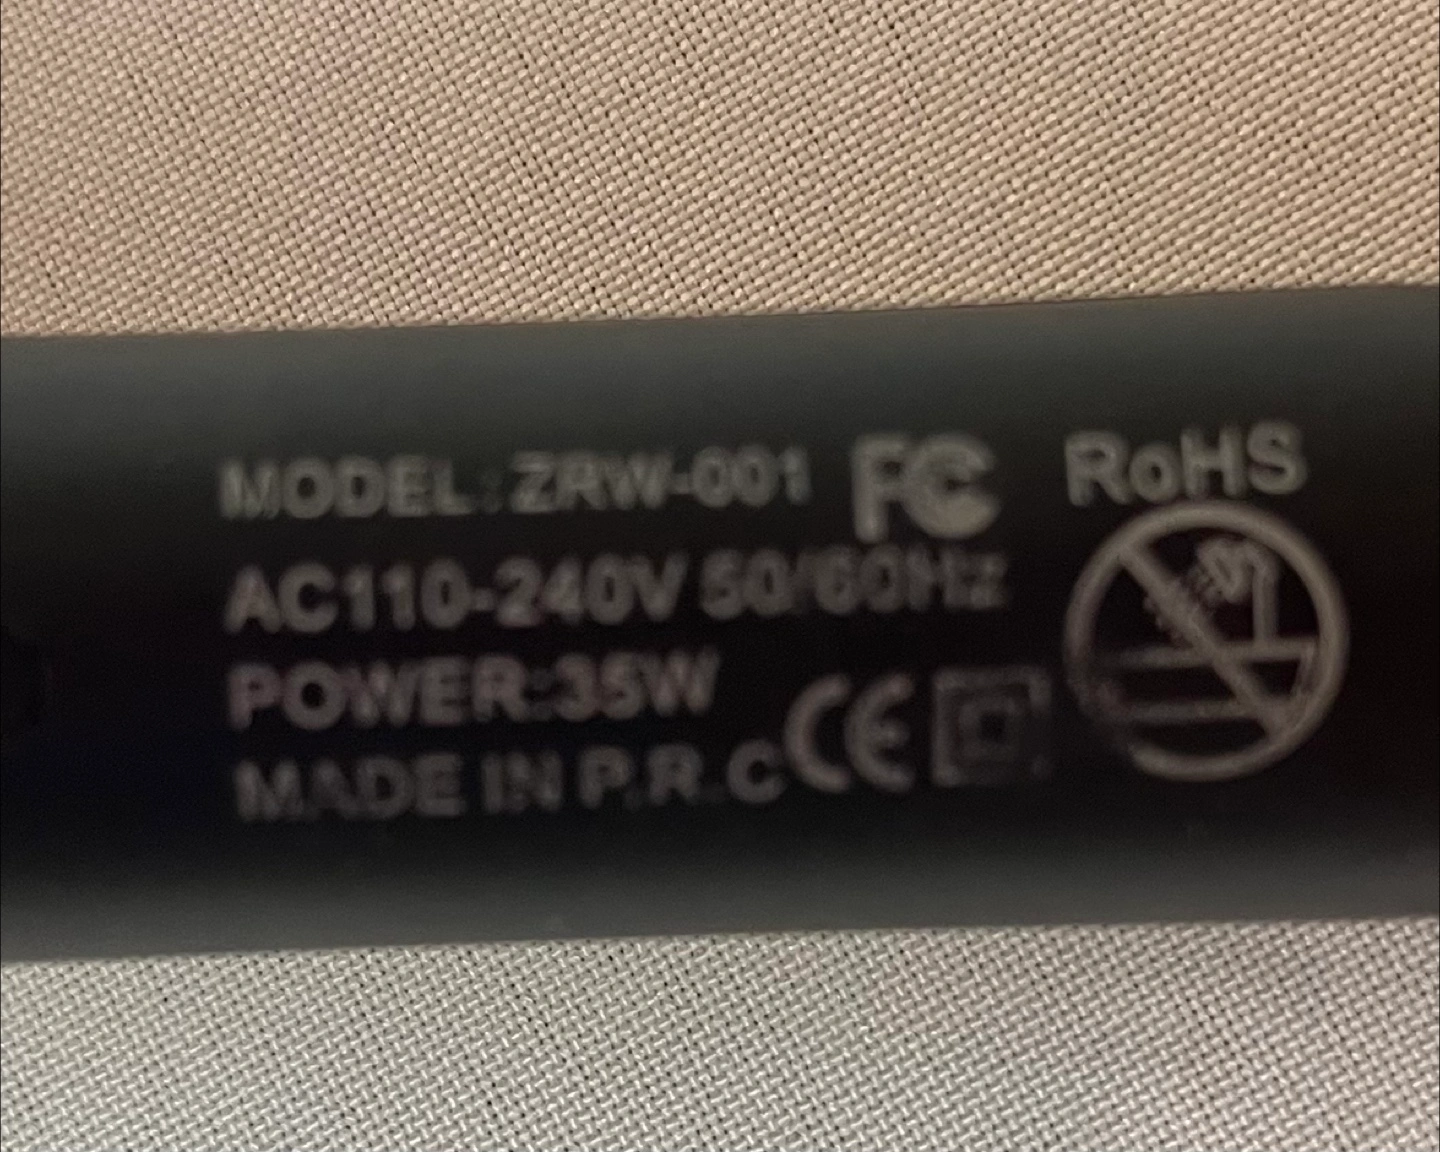 MODEL:ZRW-001 FC RoHS
AC110-240V 50/60Hz
POWER:35W
MADE IN P.R.C CE